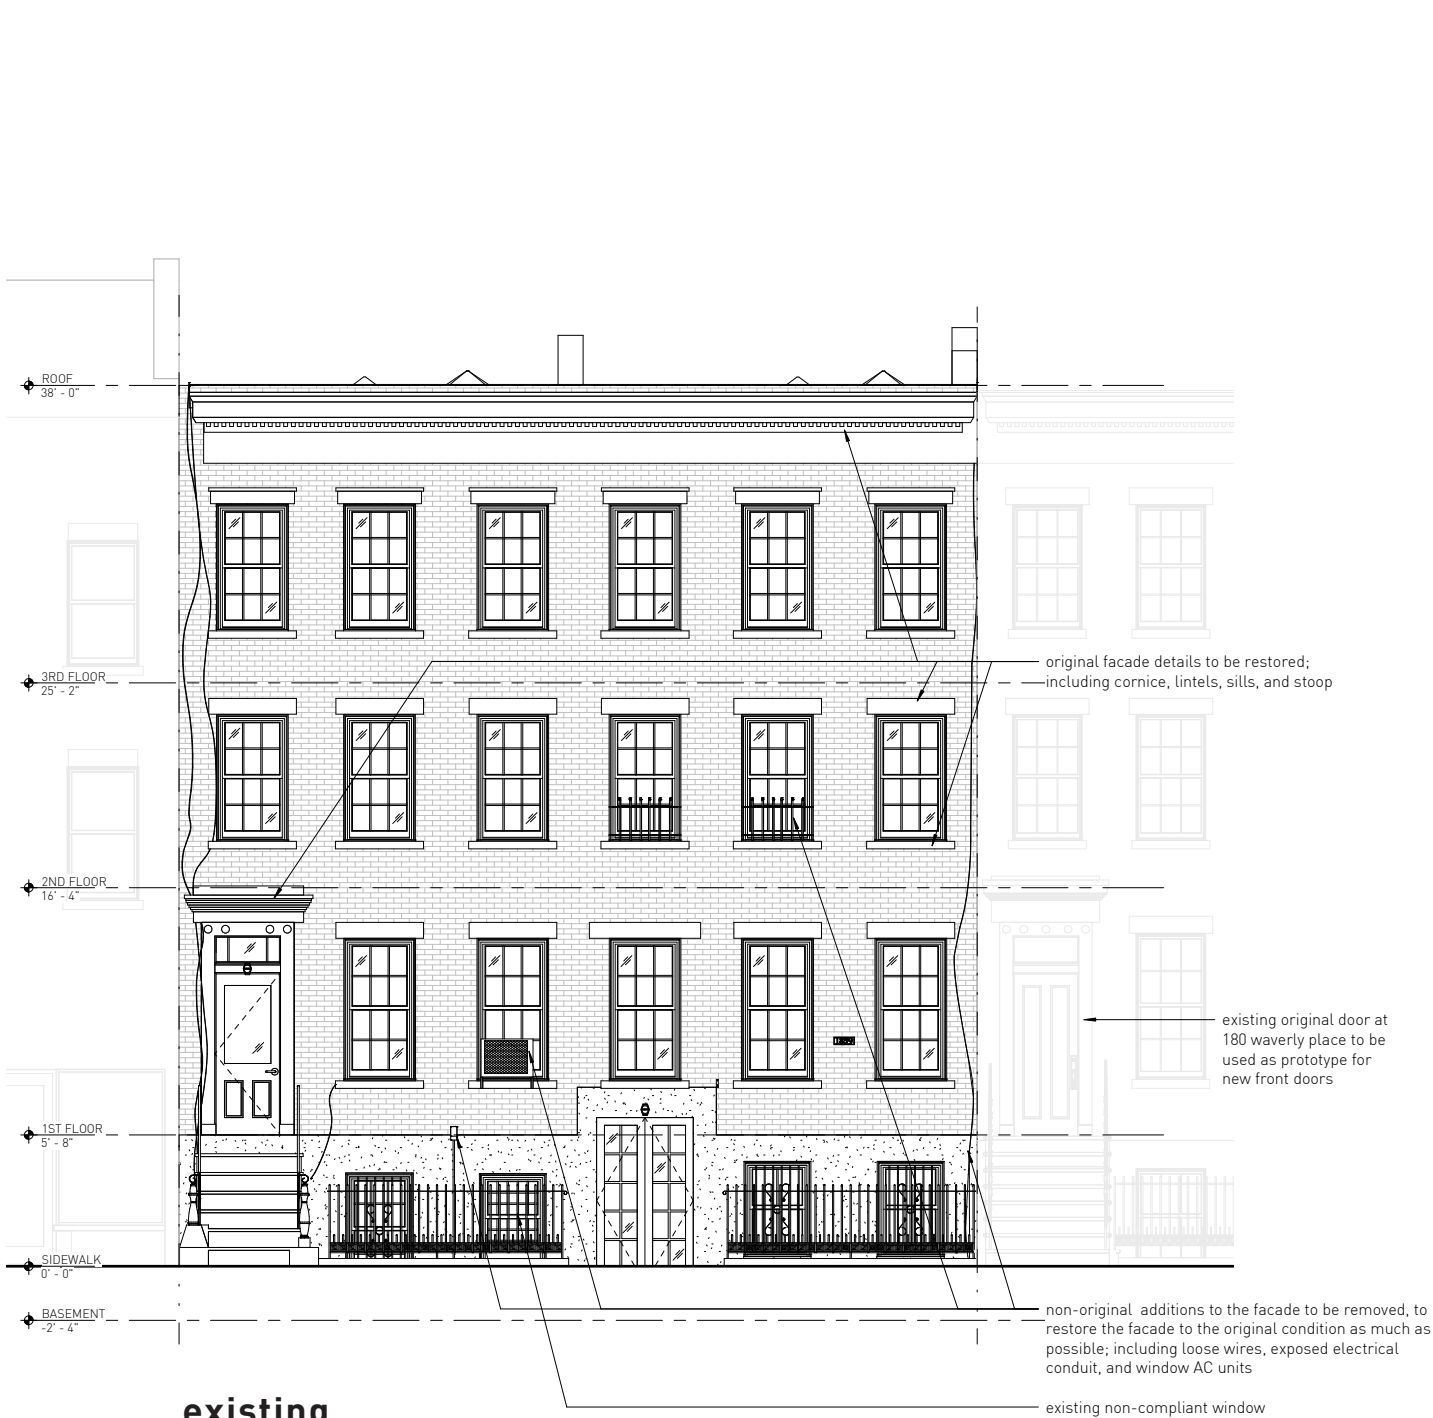 ROOF
38' - 0"
3RD FLOOR
25' - 2"
original facade details to be restored;
including cornice, lintels, sills, and stoop
2ND FLOOR
16' - 4"
existing original door at
180 waverly place to be
used as prototype for
new front doors
1ST FLOOR
5' - 8"
SIDEWALK
0' - 0"
BASEMENT
-2' - 4"
non-original additions to the facade to be removed, to
restore the facade to the original condition as much as
possible; including loose wires, exposed electrical
conduit, and window AC units
existing
existing non-compliant window